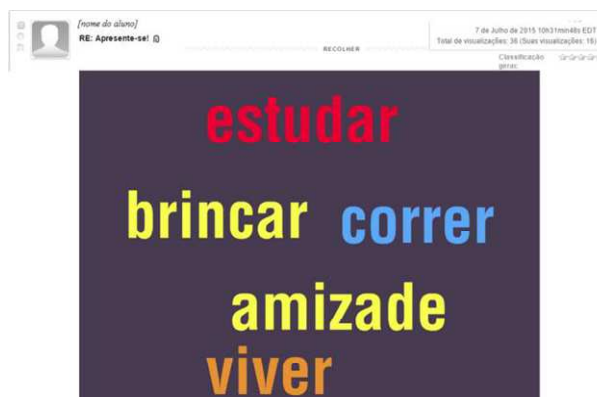 [nome do aluno]
RE: Apresente-se!
RECOLHER
7 de Julho de 2015 10h31min48s EDT
Total de visualizações: 36 (Suas visualizações: 16)
Classificação
geral:
estudar
brincar correr
amizade
viver